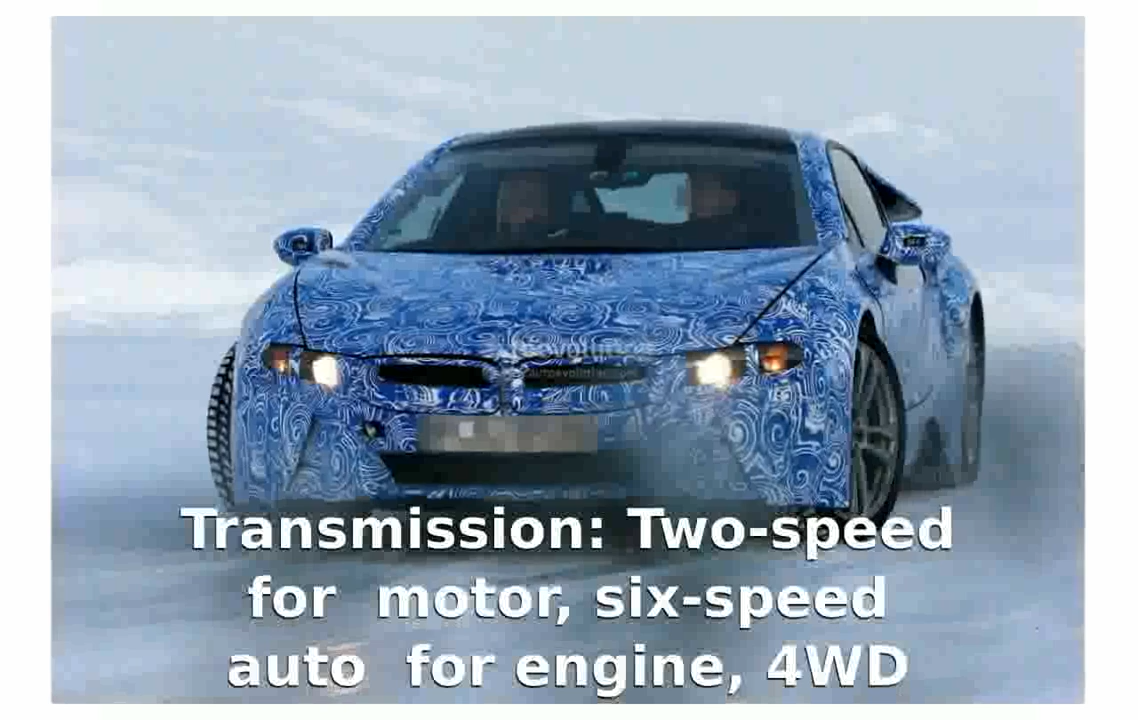 Transmission: Two-speed
for motor, six-speed
auto for engine, 4WD